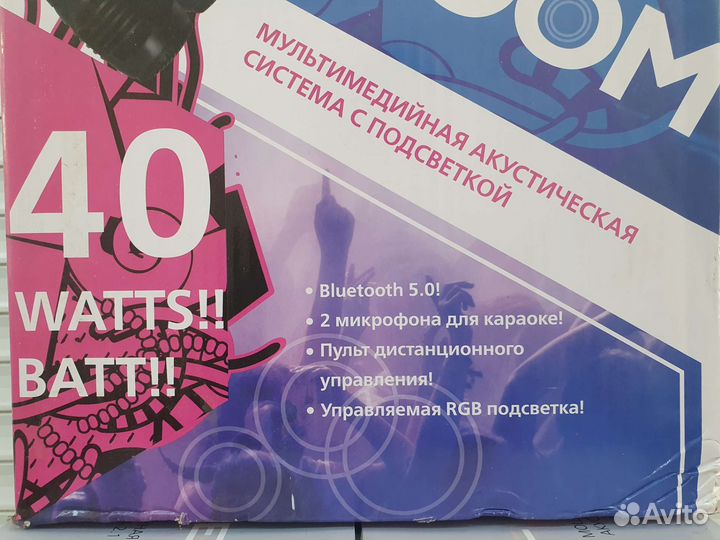 OOM
МУЛЬТИМЕДИЙНАЯ АКУСТИЧЕСКАЯ
СИСТЕМА С ПОДСВЕТКОЙ
40
WATTS!!
ВАТТ!!
• Bluetooth 5.0!
• 2 микрофона для караоке!
• Пульт дистанционного
управления!
• Управляемая RGB подсветка!
Avito